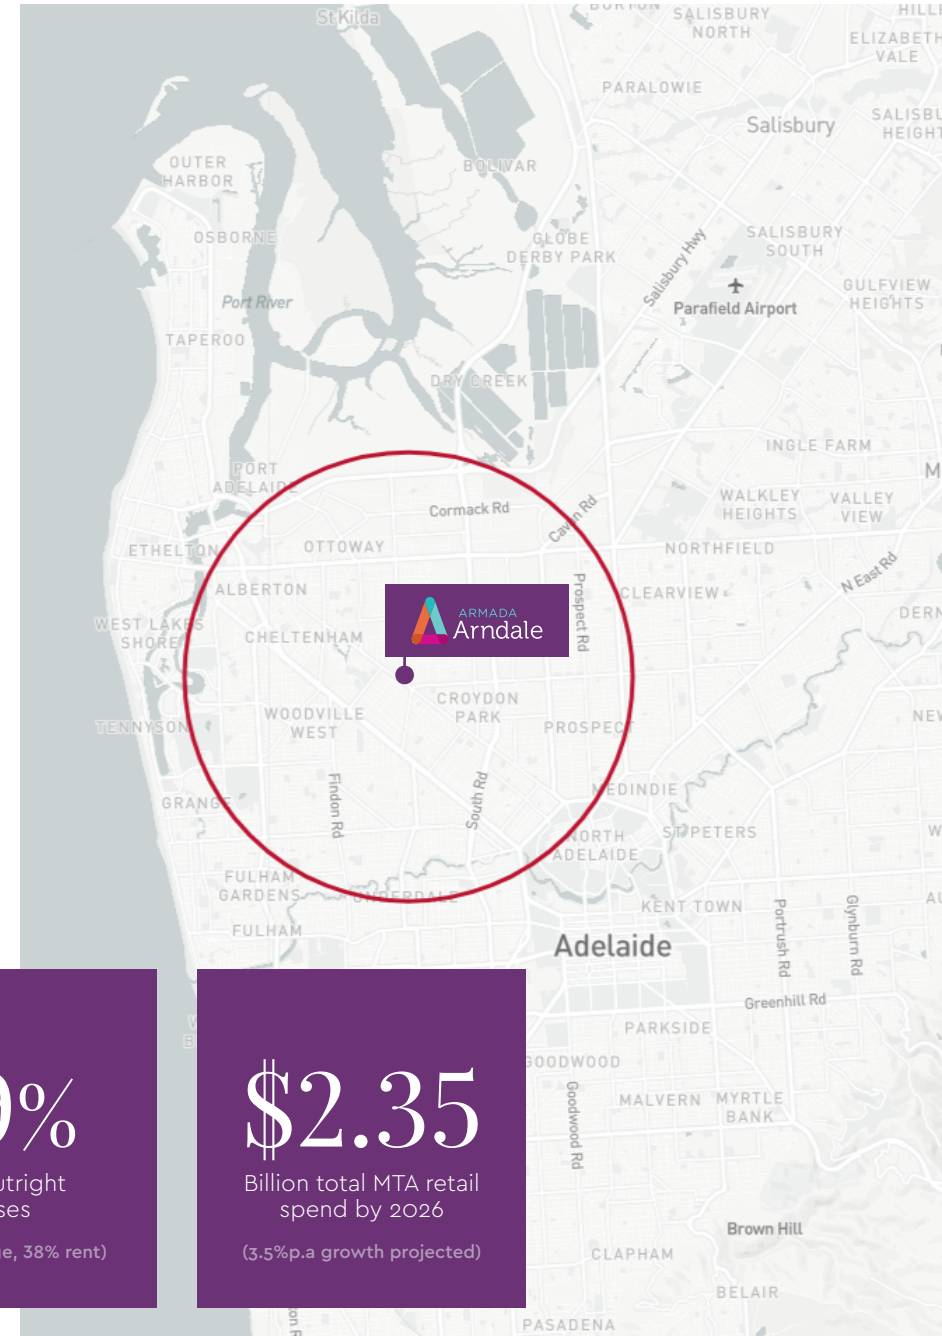 St Kilda
BURTON
SALISBURY
NORTH
ELIZABETH
VALE
PARALOWIE
Salisbury
OUTER
HARBOR
BOLIVAR
OSBORNE
GLOBE
DERBY PARK
Salisbury Hwy
SALISBURY
SOUTH
Parafield Airport
GULFVIEW
HEIGHTS
Port River
TAPEROO
DRY CREEK
INGLE FARM
PORT
ADELAIDE
Cormack Rd
Cavan Rd
WALKLEY
HEIGHTS
VALLEY
VIEW
ETHELTON
OTTOWAY
NORTHFIELD
N East Rd
ALBERTON
Prospect Rd
CLEARVIEW
WEST LAKES
SHORE
CHELTENHAM
ARMADA
Arndale
CROYDON
PARK
WOODVILLE
WEST
TENNYSON
PROSPECT
GRANGE
Findon Rd
South Rd
MEDINDIE
NORTH
ADELAIDE
ST PETERS
FULHAM
GARDENS
UNDERDALE
KENT TOWN
Portrush Rd
Glynburn Rd
FULHAM
Adelaide
Greenhill Rd
PARKSIDE
GOODWOOD
Goodwood Rd
MALVERN
MYRTLE
BANK
%
$2.35
Billion total MTA retail
spend by 2026
(3.5%p.a growth projected)
38% rent)
Brown Hill
CLAPHAM
BELAIR
PASADENA